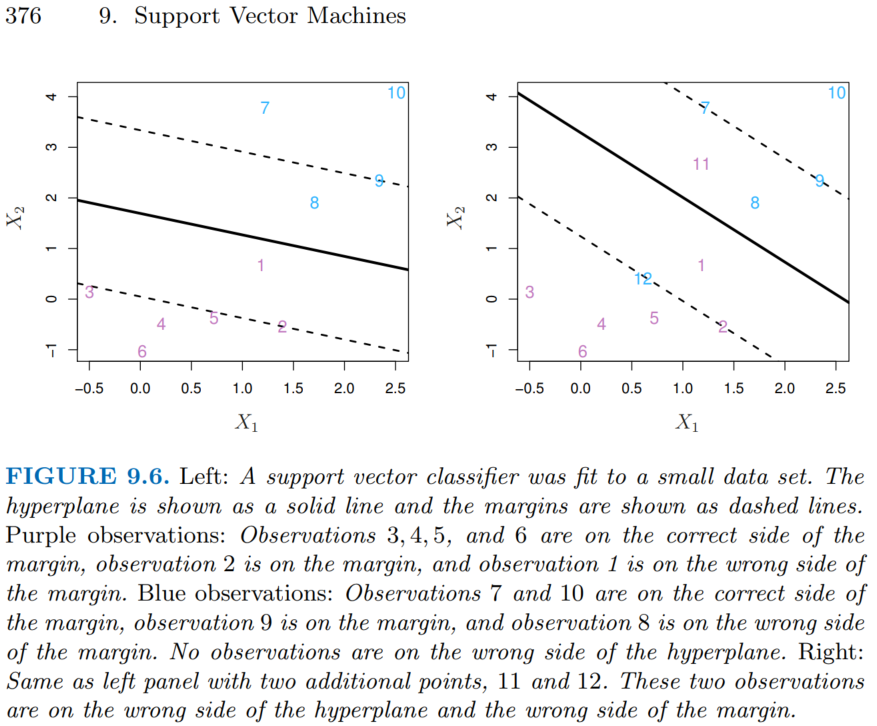 376 9. Support Vector Machines
7
10
9
8
1
3
4
5
2
6
X₂
−1 0 1 2 3 4
−0.5 0.0 0.5 1.0 1.5 2.0 2.5
X₁
7
10
11
9
8
1
12
3
4
5
2
6
X₂
−1 0 1 2 3 4
−0.5 0.0 0.5 1.0 1.5 2.0 2.5
X₁
FIGURE 9.6. Left: A support vector classifier was fit to a small data set. The
hyperplane is shown as a solid line and the margins are shown as dashed lines.
Purple observations: Observations 3, 4, 5, and 6 are on the correct side of the
margin, observation 2 is on the margin, and observation 1 is on the wrong side of
the margin. Blue observations: Observations 7 and 10 are on the correct side of
the margin, observation 9 is on the margin, and observation 8 is on the wrong side
of the margin. No observations are on the wrong side of the hyperplane. Right:
Same as left panel with two additional points, 11 and 12. These two observations
are on the wrong side of the hyperplane and the wrong side of the margin.